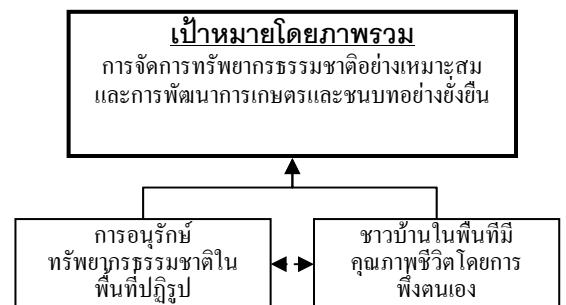 เป้าหมายโดยภาพรวม
การจัดการทรัพยากรธรรมชาติอย่างเหมาะสม
และการพัฒนาการเกษตรและชนบทอย่างยั่งยืน
การอนุรักษ์
ทรัพยากรธรรมชาติใน
พื้นที่ปฏิรูป
ชาวบ้านในพื้นที่มี
คุณภาพชีวิตโดยการ
พึ่งตนเอง